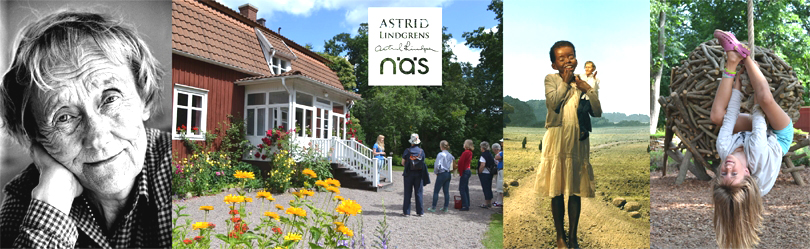 ASTRID
LINDGRENS
Astrid Lindgren
näs